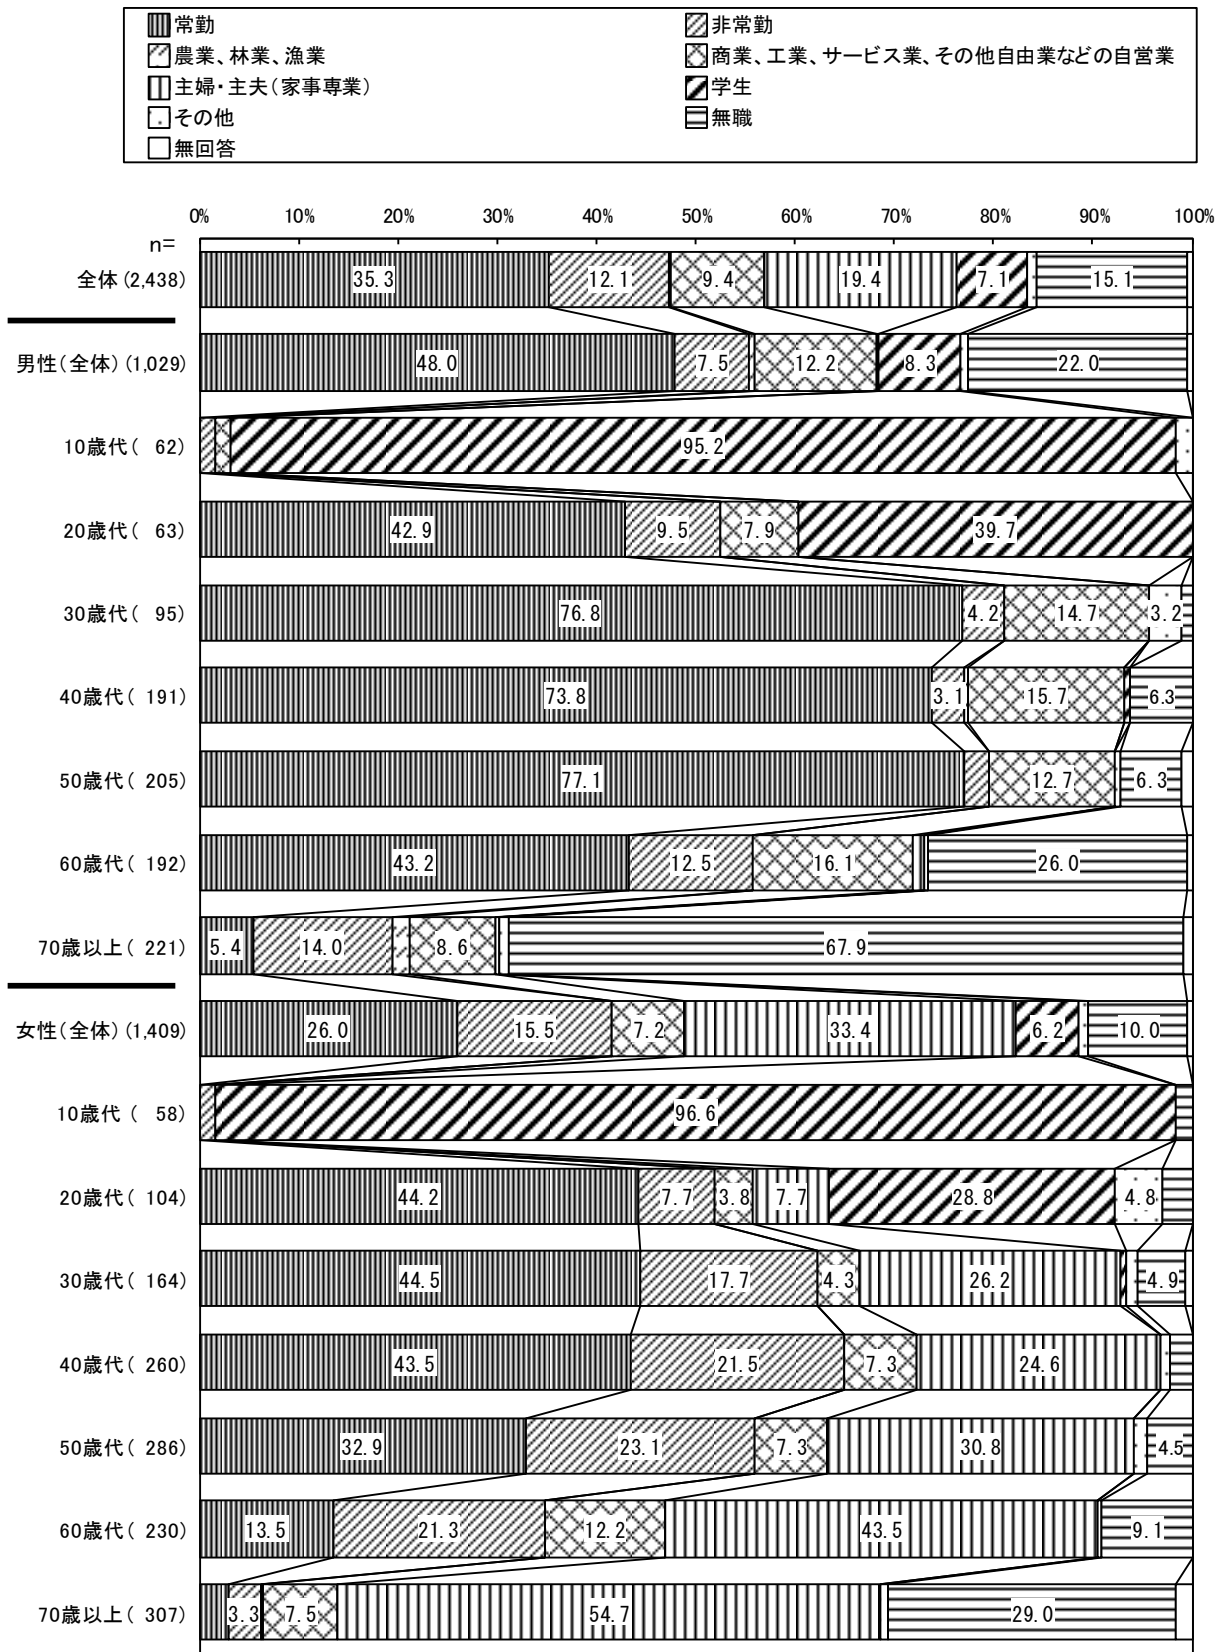 常勤 非常勤
農業、林業、漁業 商業、工業、サービス業、その他自由業などの自営業
主婦・主夫(家事専業) 学生
その他 無職
無回答
0% 10% 20% 30% 40% 50% 60% 70% 80% 90% 100%
n=
全体(2,438) 35.3 12.1 9.4 19.4 7.1 15.1
男性(全体)(1,029) 48.0 7.5 12.2 8.3 22.0
10歳代( 62) 95.2
20歳代( 63) 42.9 9.5 7.9 39.7
30歳代( 95) 76.8 4.2 14.7 3.2
40歳代( 191) 73.8 3.1 15.7 6.3
50歳代( 205) 77.1 12.7 6.3
60歳代( 192) 43.2 12.5 16.1 26.0
70歳以上( 221) 5.4 14.0 8.6 67.9
女性(全体)(1,409) 26.0 15.5 7.2 33.4 6.2 10.0
10歳代( 58) 96.6
20歳代( 104) 44.2 7.7 3.8 7.7 28.8 4.8
30歳代( 164) 44.5 17.7 4.3 26.2 4.9
40歳代( 260) 43.5 21.5 7.3 24.6
50歳代( 286) 32.9 23.1 7.3 30.8 4.5
60歳代( 230) 13.5 21.3 12.2 43.5 9.1
70歳以上( 307) 3.3 7.5 54.7 29.0